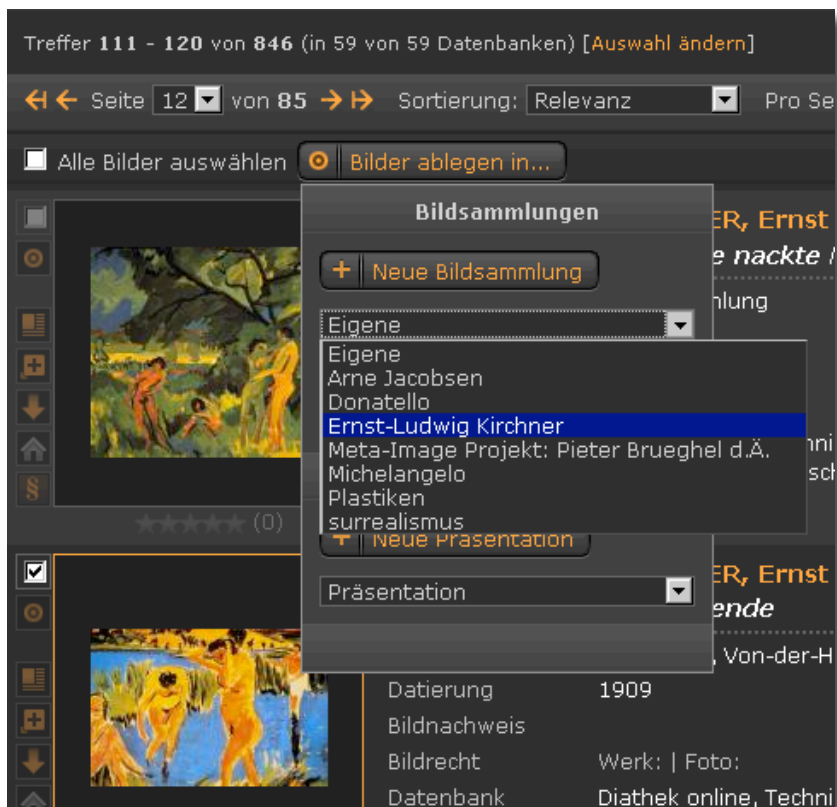 Treffer 111 - 120 von 846 (in 59 von 59 Datenbanken) [Auswahl ändern]
Seite 12 von 85 Sortierung: Relevanz Pro Se
Alle Bilder auswählen Bilder ablegen in...
Bildsammlungen
ER, Ernst
e nackte
Neue Bildsammlung
nlung
Eigene
Eigene
Arne Jacobsen
Donatello
Ernst-Ludwig Kirchner
Meta-Image Projekt: Pieter Brueghel d.Ä.
Michelangelo
Plastiken
surrealismus
§
(0)
Neue Präsentation
ER, Ernst
Präsentation
ende
, Von-der-H
Datierung 1909
Bildnachweis
Bildrecht Werk: | Foto:
Datenbank Diathek online, Techni